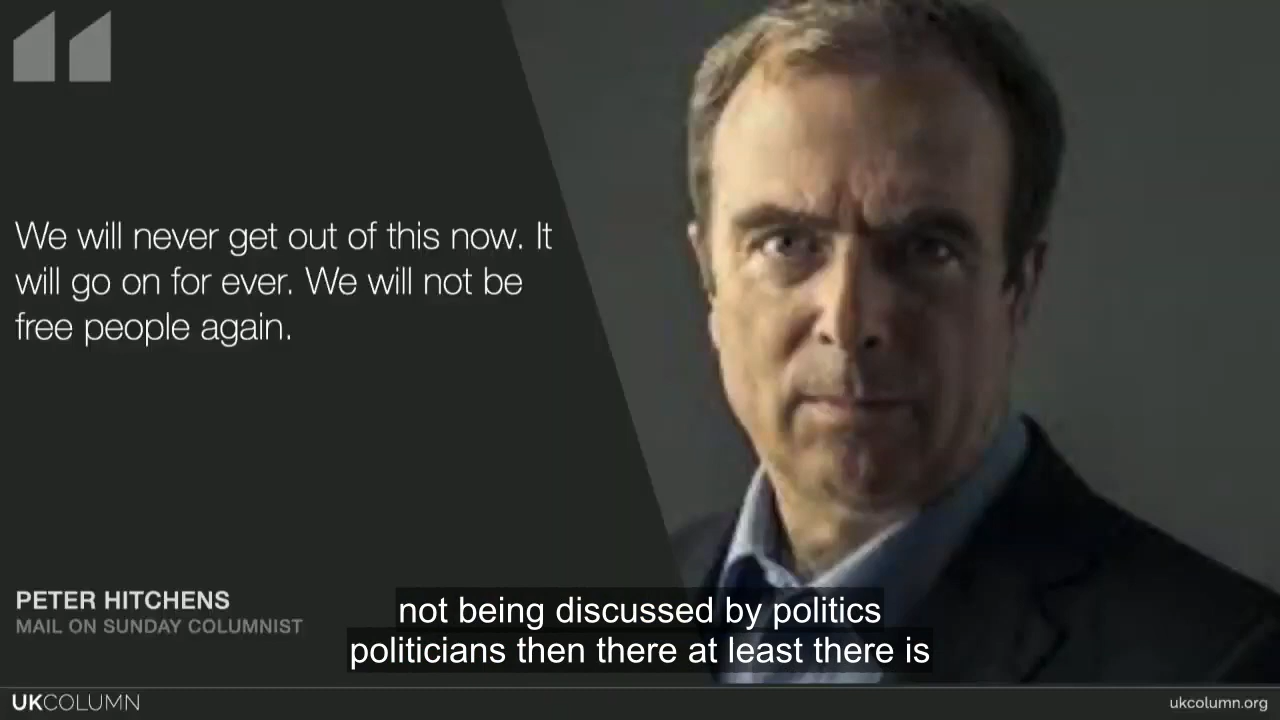 We will never get out of this now. It
will go on for ever. We will not be
free people again.
PETER HITCHENS
MAIL ON SUNDAY COLUMNIST
not being discussed by politics
politicians then there at least there is
UKCOLUMN
ukcolumn.org